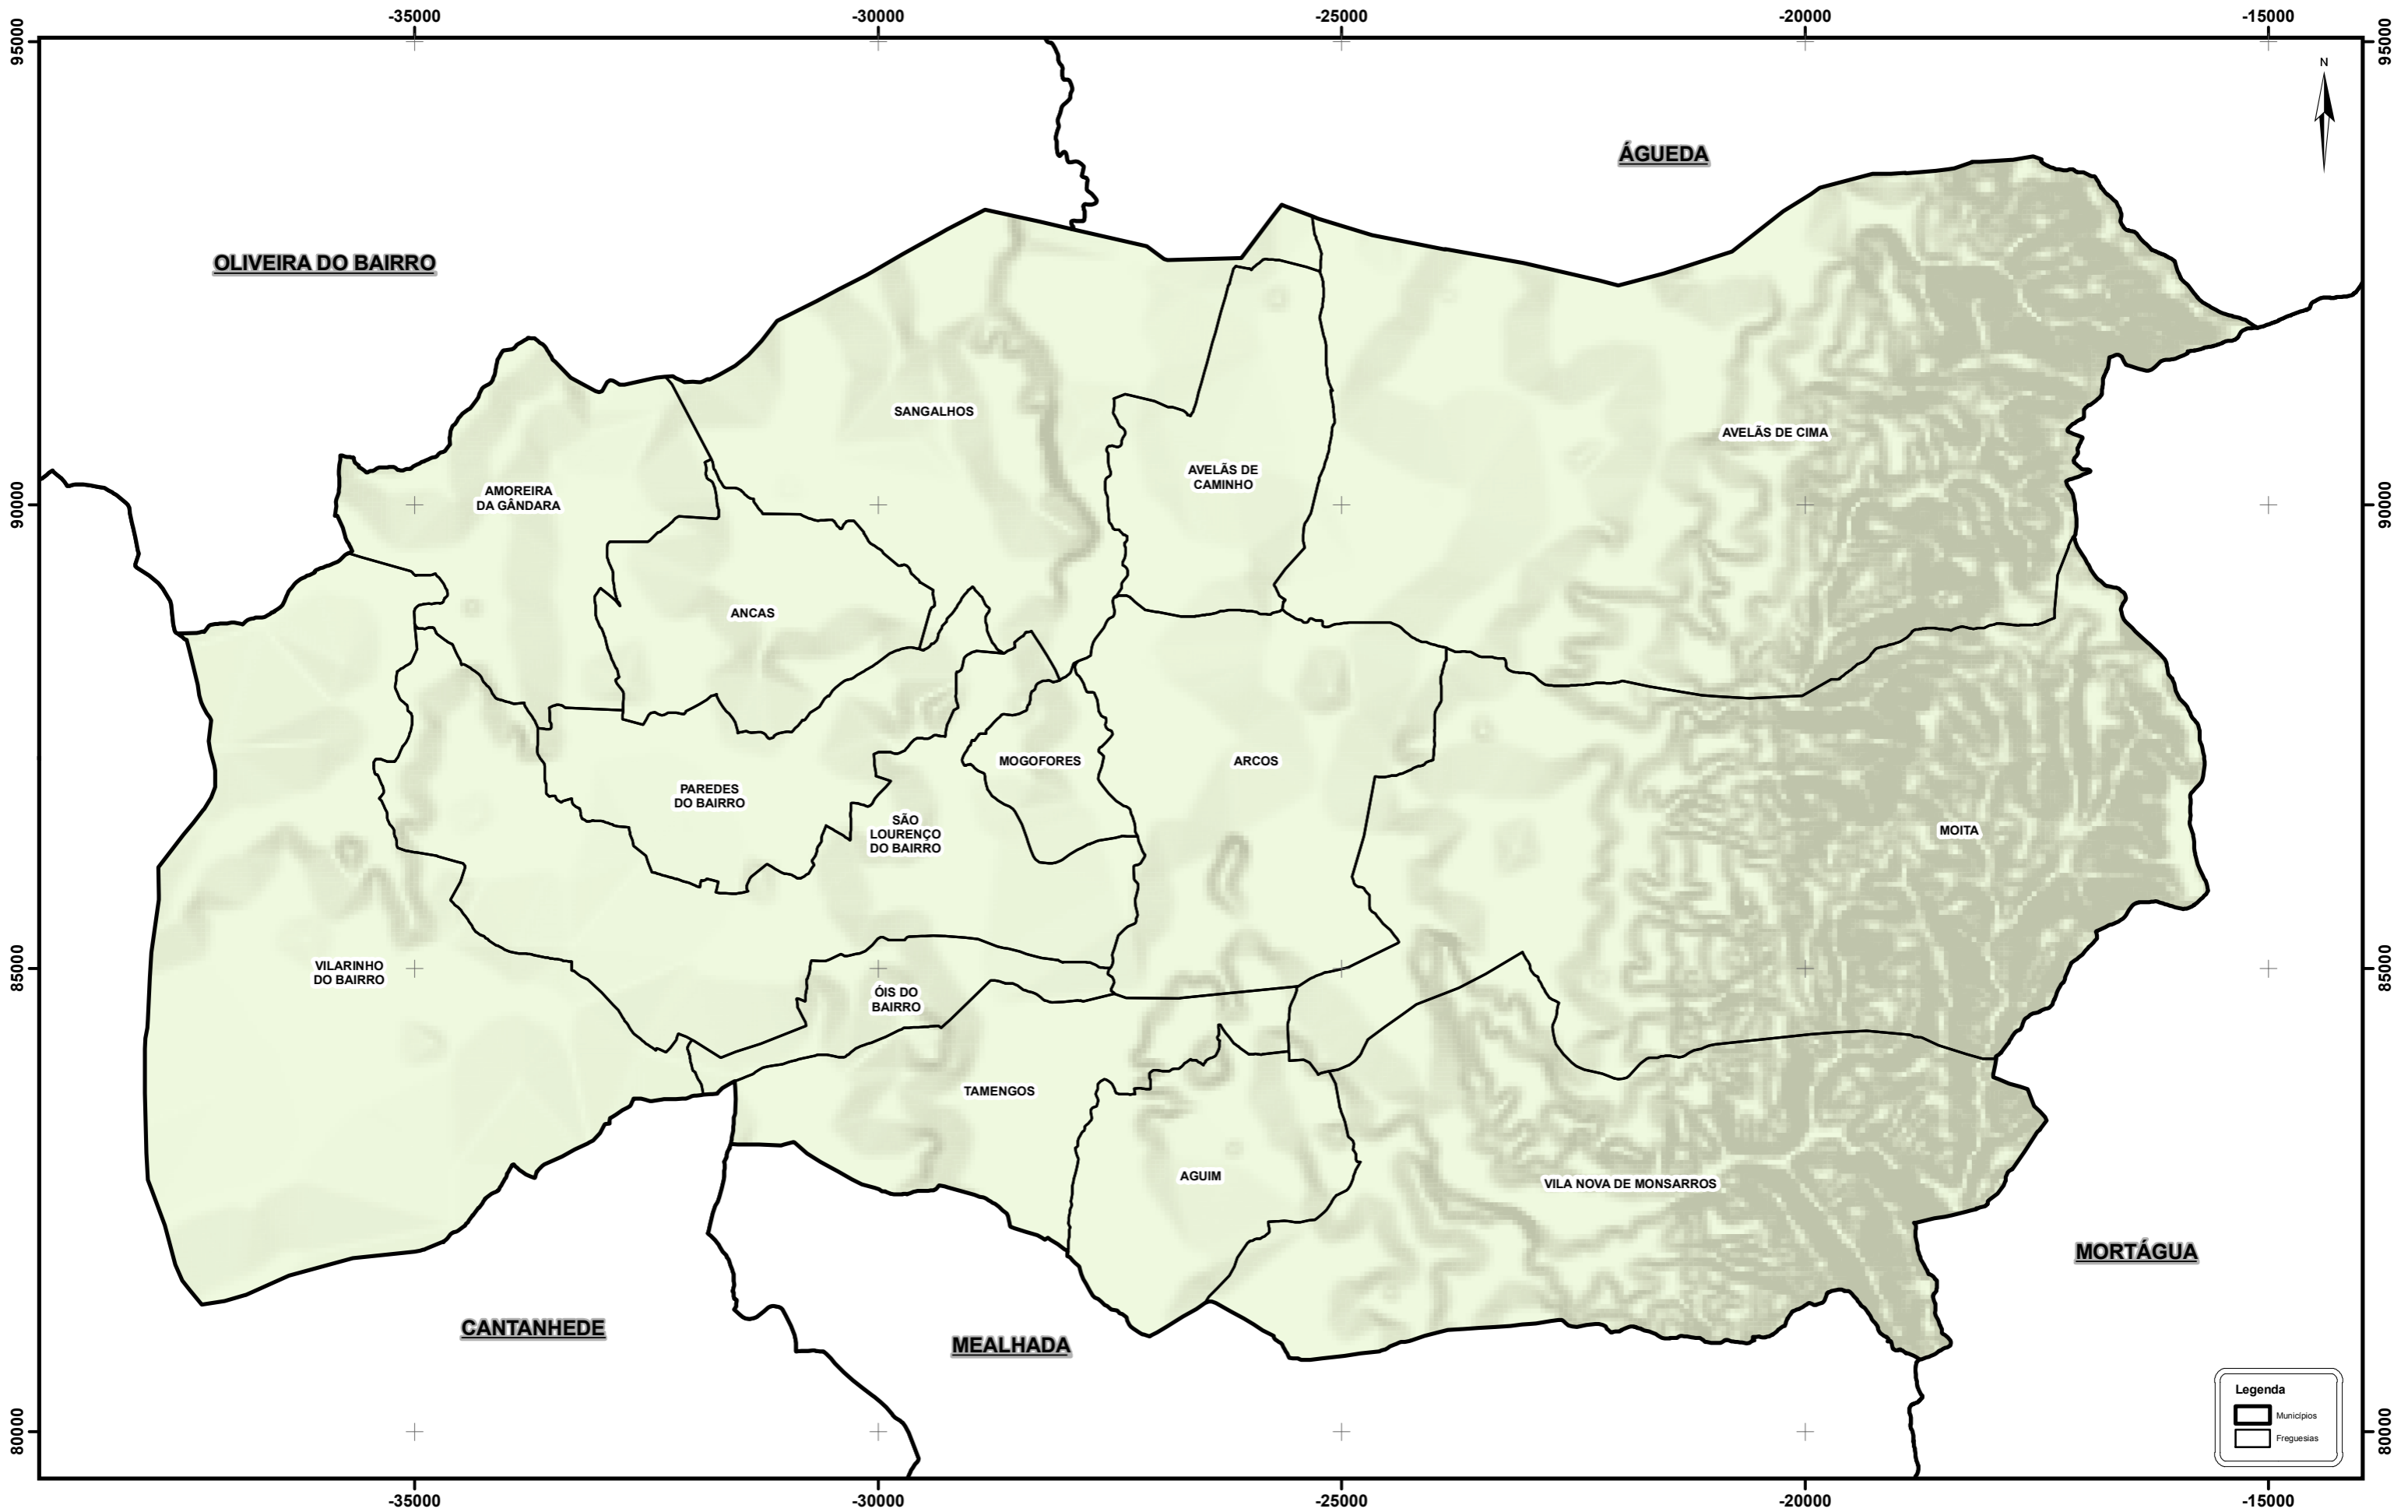 -35000
-30000
-25000
-20000
-15000
95000
95000
N
ÁGUEDA
OLIVEIRA DO BAIRRO
SANGALHOS
AVELÃS DE CIMA
AVELÃS DE
CAMINHO
AMOREIRA
DA GÂNDARA
90000
90000
ANCAS
MOGOFORES
ARCOS
PAREDES
DO BAIRRO
SÃO
LOURENÇO
DO BAIRRO
MOITA
VILARINHO
DO BAIRRO
85000
85000
ÓIS DO
BAIRRO
TAMENGOS
AGUIM
VILA NOVA DE MONSARROS
MORTÁGUA
CANTANHEDE
MEALHADA
Legenda
Municípios
Freguesias
80000
80000
-35000
-30000
-25000
-20000
-15000